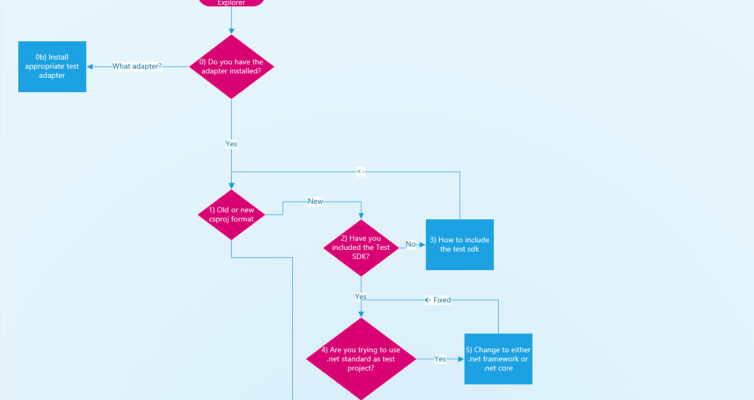 Explorer
0) Do you have the
adapter installed?
What adapter?
0b) Install
appropriate test
adapter
Yes
<-
1) Old or new
csproj format
New
2) Have you
included the Test
SDK?
No
3) How to include
the test sdk
Yes
← Fixed
4) Are you trying to use
.net standard as test
project?
Yes
5) Change to either
.net framework or
.net core